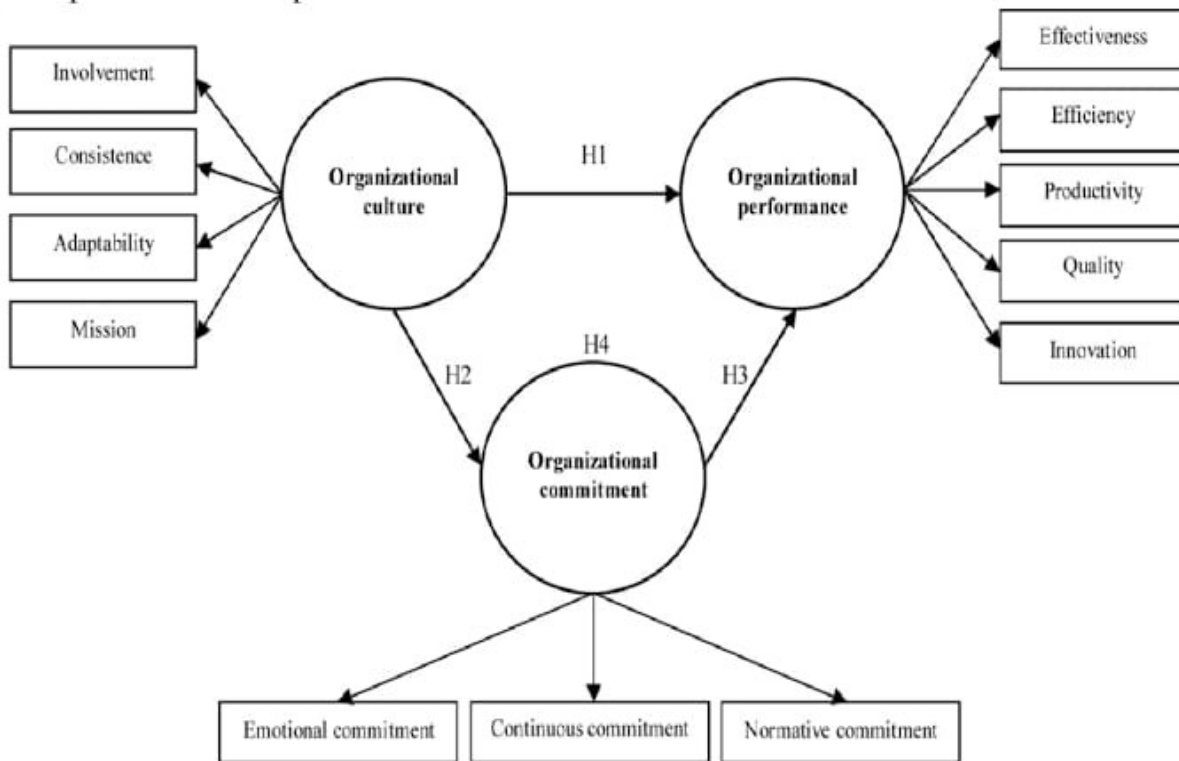 Involvement
Consistence
Adaptability
Mission
Organizational
culture
H1
Organizational
performance
Effectiveness
Efficiency
Productivity
Quality
Innovation
H2
H4
H3
Organizational
commitment
Emotional commitment
Continuous commitment
Normative commitment